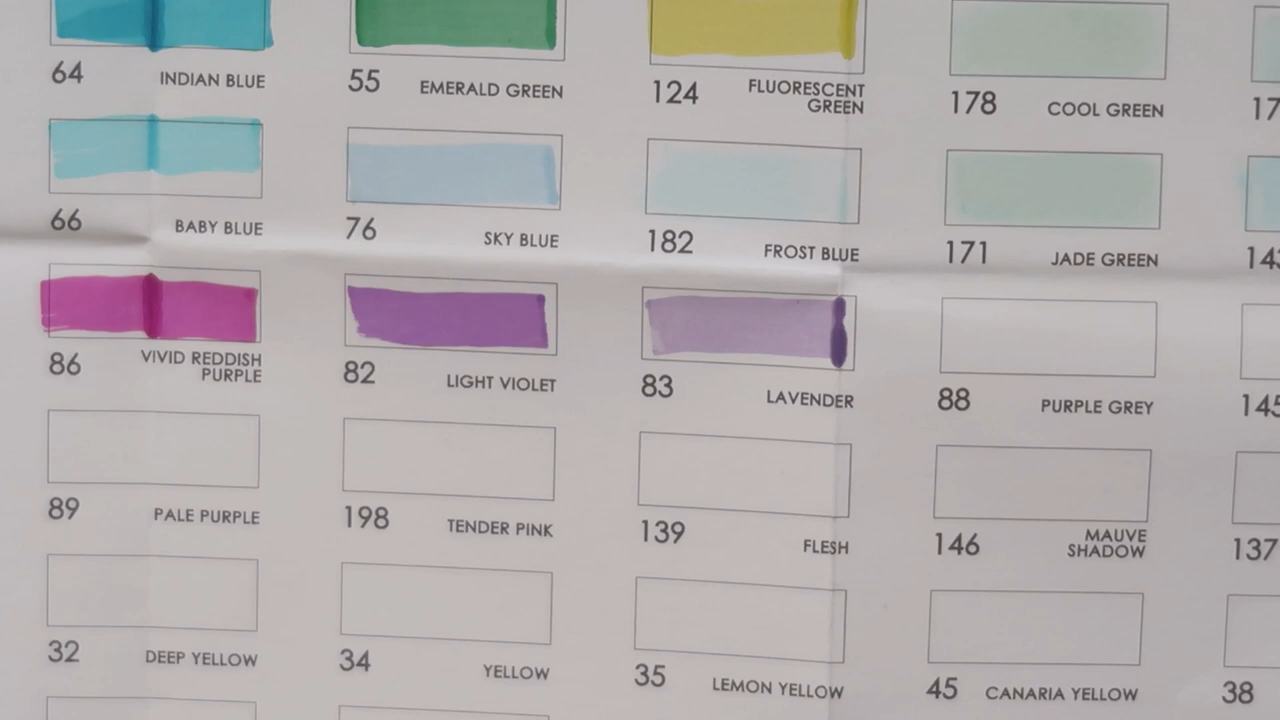 64 INDIAN BLUE
55 EMERALD GREEN
124 FLUORESCENT
GREEN
178 COOL GREEN
17
66 BABY BLUE
76 SKY BLUE
182 FROST BLUE
171 JADE GREEN
143
86 VIVID REDDISH
PURPLE
82 LIGHT VIOLET
83 LAVENDER
88 PURPLE GREY
145
89 PALE PURPLE
198 TENDER PINK
139 FLESH
146 MAUVE
SHADOW
137
32 DEEP YELLOW
34 YELLOW
35 LEMON YELLOW
45 CANARIA YELLOW
38